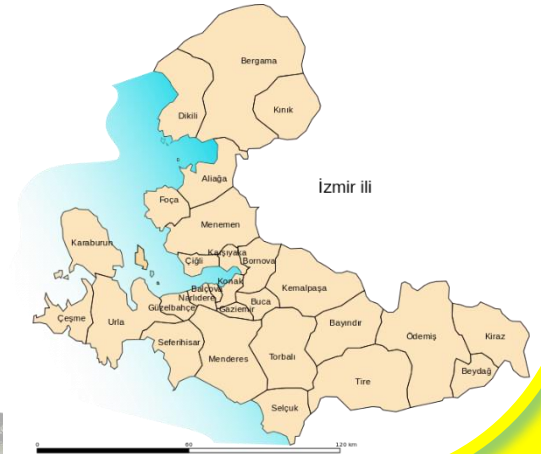 Bergama
Dikili
Kınık
Aliağa
İzmir ili
Foça
Menemen
Karaburun
Karşıyaka
Çiğli
Bornova
Konak
Balçova
Kemalpaşa
Narlıdere
Güzelbahçe
Buca
Gaziemir
Çeşme
Urla
Bayındır
Ödemiş
Kiraz
Seferihisar
Menderes
Torbalı
Beydağ
Tire
Selçuk
0 60 120 km